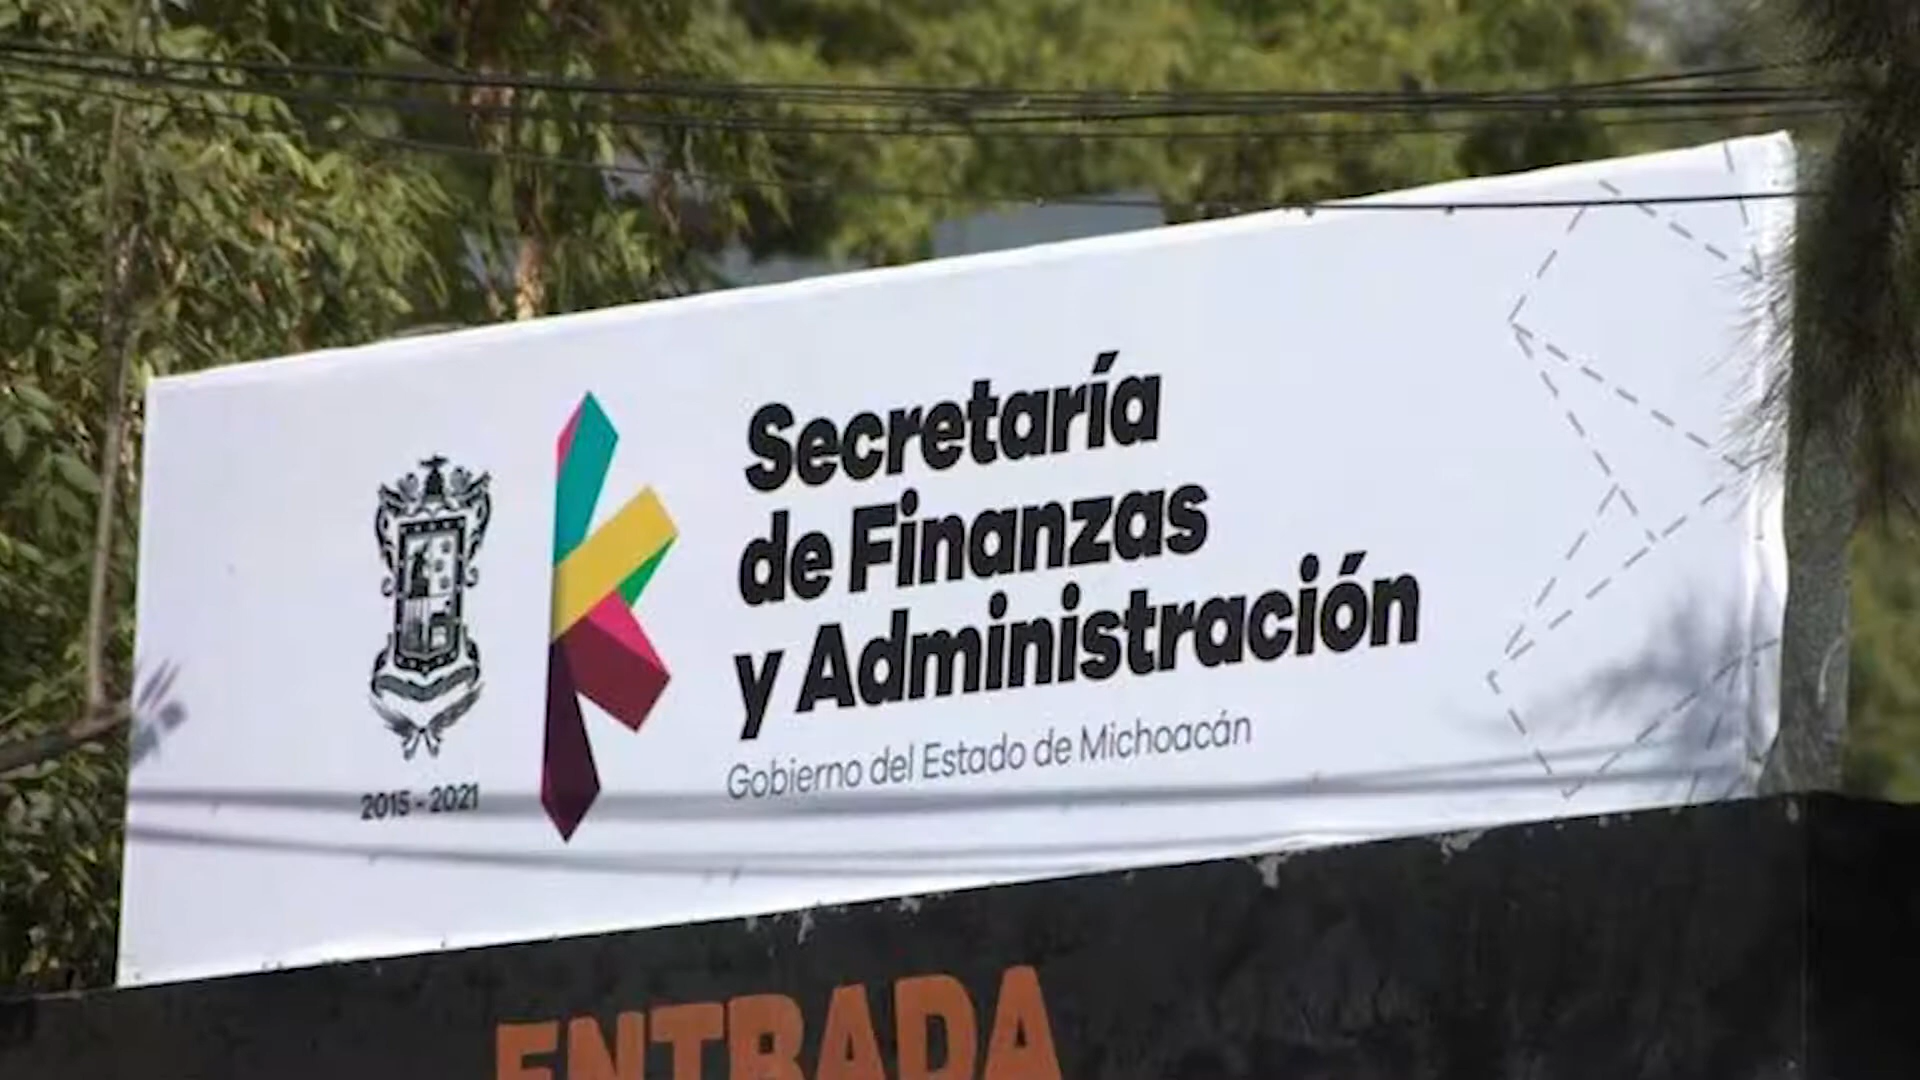 Secretaría
de Finanzas
y Administración
Gobierno del Estado de Michoacán
2015 - 2021
ENTRADA